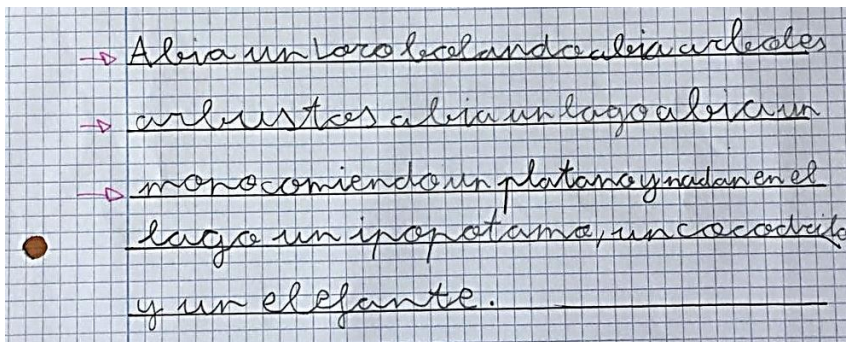 Abia un Loro bolando abia arboles
arbustos abia un lago abia un
mono comiendo un platano y nadan en el
lago un ipopotamo, un cocodrilo
y un elefante.